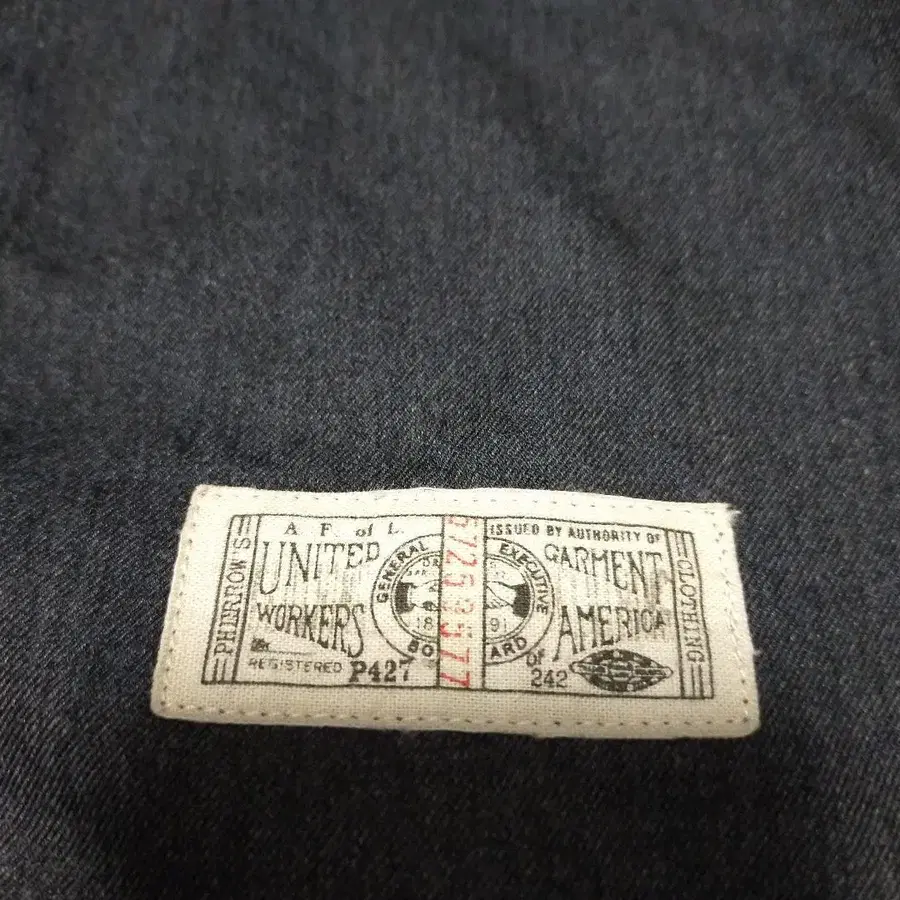 PHERROW'S
A. F. of L.
UNITED
WORKERS
REGISTERED P427
GENERAL EXECUTIVE
BOARD
18 91
ISSUED BY AUTHORITY OF
GARMENT
AMERICA
of
242
CLOTHING